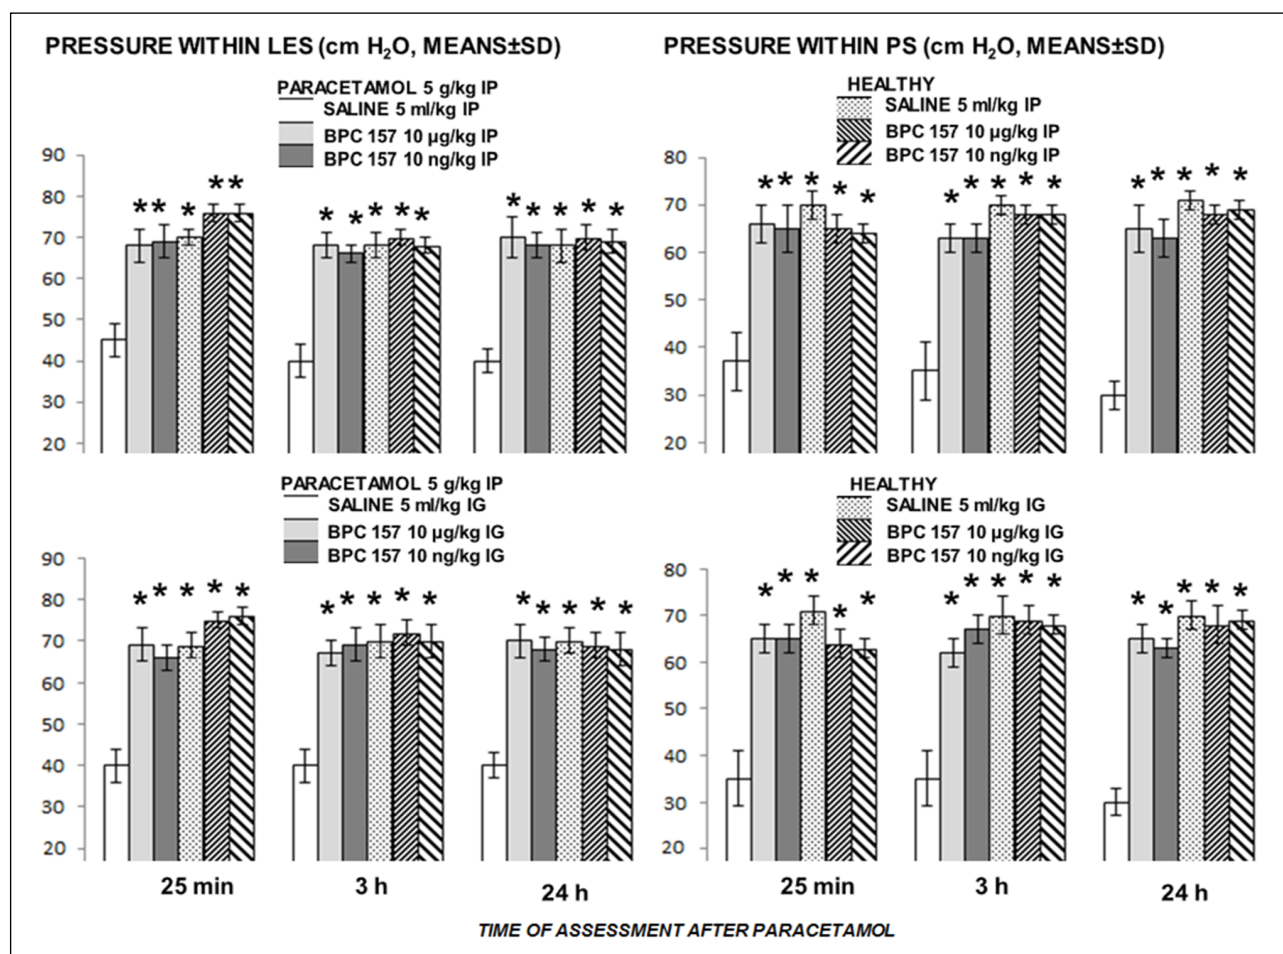 PRESSURE WITHIN LES (cm H₂O, MEANS±SD)
PARACETAMOL 5 g/kg IP
SALINE 5 ml/kg IP
BPC 157 10 µg/kg IP
BPC 157 10 ng/kg IP
90
80
70
60
50
40
30
20
** * **
* * * * *
* * * * *
PRESSURE WITHIN PS (cm H₂O, MEANS±SD)
HEALTHY
SALINE 5 ml/kg IP
BPC 157 10 µg/kg IP
BPC 157 10 ng/kg IP
80
70
60
50
40
30
20
* * * * *
* * * * *
* * * * *
PARACETAMOL 5 g/kg IP
SALINE 5 ml/kg IG
BPC 157 10 µg/kg IG
BPC 157 10 ng/kg IG
90
80
70
60
50
40
30
20
* * * * *
* * * * *
* * * * *
25 min
3 h
24 h
HEALTHY
SALINE 5 ml/kg IG
BPC 157 10 µg/kg IG
BPC 157 10 ng/kg IG
80
70
60
50
40
30
20
* * * * *
* * * * *
* * * * *
25 min
3 h
24 h
TIME OF ASSESSMENT AFTER PARACETAMOL